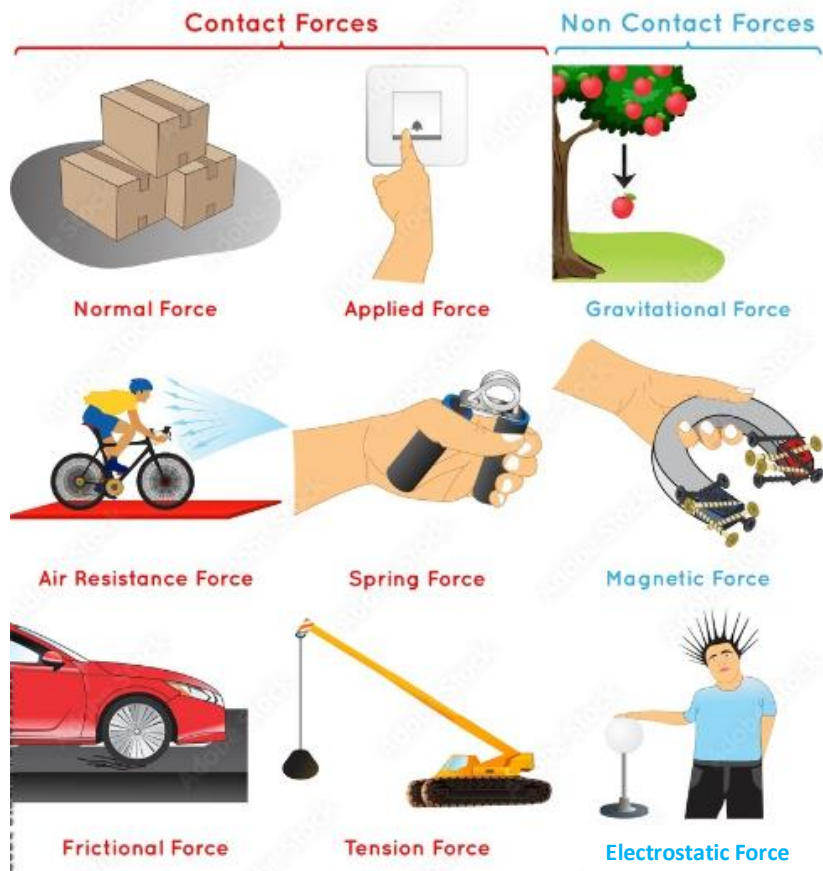 Contact Forces
Non Contact Forces
Normal Force
Applied Force
Gravitational Force
Air Resistance Force
Spring Force
Magnetic Force
Frictional Force
Tension Force
Electrostatic Force